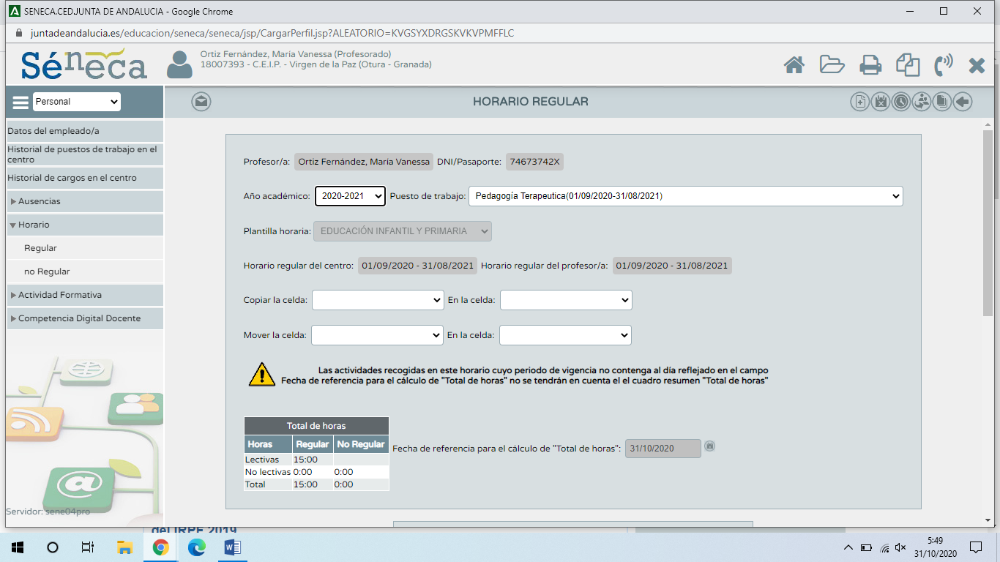 SENECA.CED.JUNTA DE ANDALUCIA - Google Chrome
juntadeandalucia.es/educacion/seneca/seneca/jsp/CargarPerfil.jsp?ALEATORIO=KVGSYXDRGSKVKVPMFFLC
Séneca
Ortiz Fernández, María Vanessa (Profesorado)
18007393 - C.E.I.P. - Virgen de la Paz (Otura - Granada)
Personal
HORARIO REGULAR
Datos del empleado/a
Historial de puestos de trabajo en el
centro
Historial de cargos en el centro
Ausencias
Horario
Regular
no Regular
Actividad Formativa
Competencia Digital Docente
Servidor: sene04pro
Profesor/a: Ortiz Fernández, María Vanessa DNI/Pasaporte: 74673742X
Año académico: 2020-2021 Puesto de trabajo: Pedagogía Terapeutica(01/09/2020-31/08/2021)
Plantilla horaria: EDUCACIÓN INFANTIL Y PRIMARIA
Horario regular del centro: 01/09/2020 - 31/08/2021 Horario regular del profesor/a: 01/09/2020 - 31/08/2021
Copiar la celda: En la celda:
Mover la celda: En la celda:
Las actividades recogidas en este horario cuyo periodo de vigencia no contenga al día reflejado en el campo
Fecha de referencia para el cálculo de "Total de horas" no se tendrán en cuenta el el cuadro resumen "Total de horas"
Total de horas
Horas Regular No Regular
Lectivas 15:00
No lectivas 0:00 0:00
Total 15:00 0:00
Fecha de referencia para el cálculo de "Total de horas": 31/10/2020
del IRPF 2019
5:49
31/10/2020